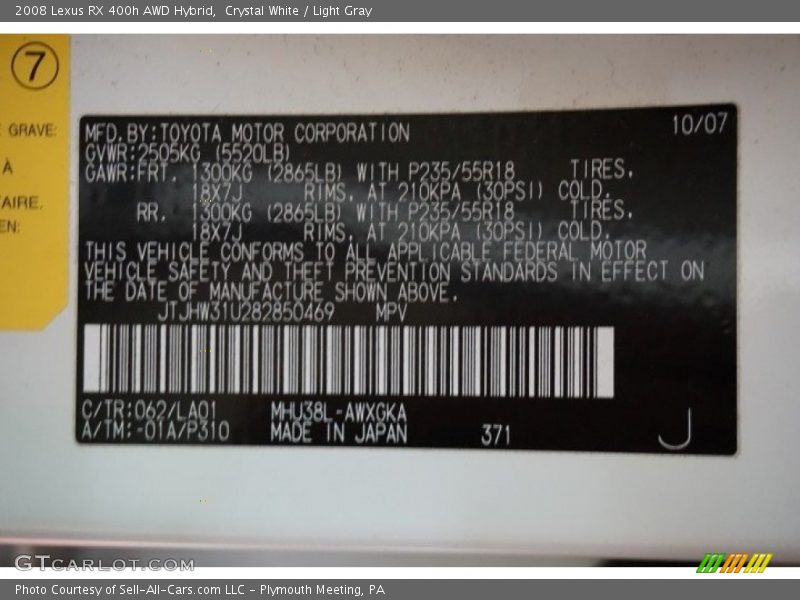 2008 Lexus RX 400h AWD Hybrid, Crystal White / Light Gray
7
GRAVE:
À
AIRE.
EN:
MFD. BY: TOYOTA MOTOR CORPORATION 10/07
GVWR: 2505KG (5520LB)
GAWR: FRT. 1300KG (2865LB) WITH P235/55R18 TIRES,
18X7J RIMS, AT 210KPA (30PSI) COLD.
RR. 1300KG (2865LB) WITH P235/55R18 TIRES,
18X7J RIMS, AT 210KPA (30PSI) COLD.
THIS VEHICLE CONFORMS TO ALL APPLICABLE FEDERAL MOTOR
VEHICLE SAFETY AND THEFT PREVENTION STANDARDS IN EFFECT ON
THE DATE OF MANUFACTURE SHOWN ABOVE.
JTJHW31U282850469 MPV
C/TR: 062/LA01 MHU38L-AWXGKA
A/TM: -01A/P310 MADE IN JAPAN 371 J
GTCARLOT.COM
Photo Courtesy of Sell-All-Cars.com LLC - Plymouth Meeting, PA